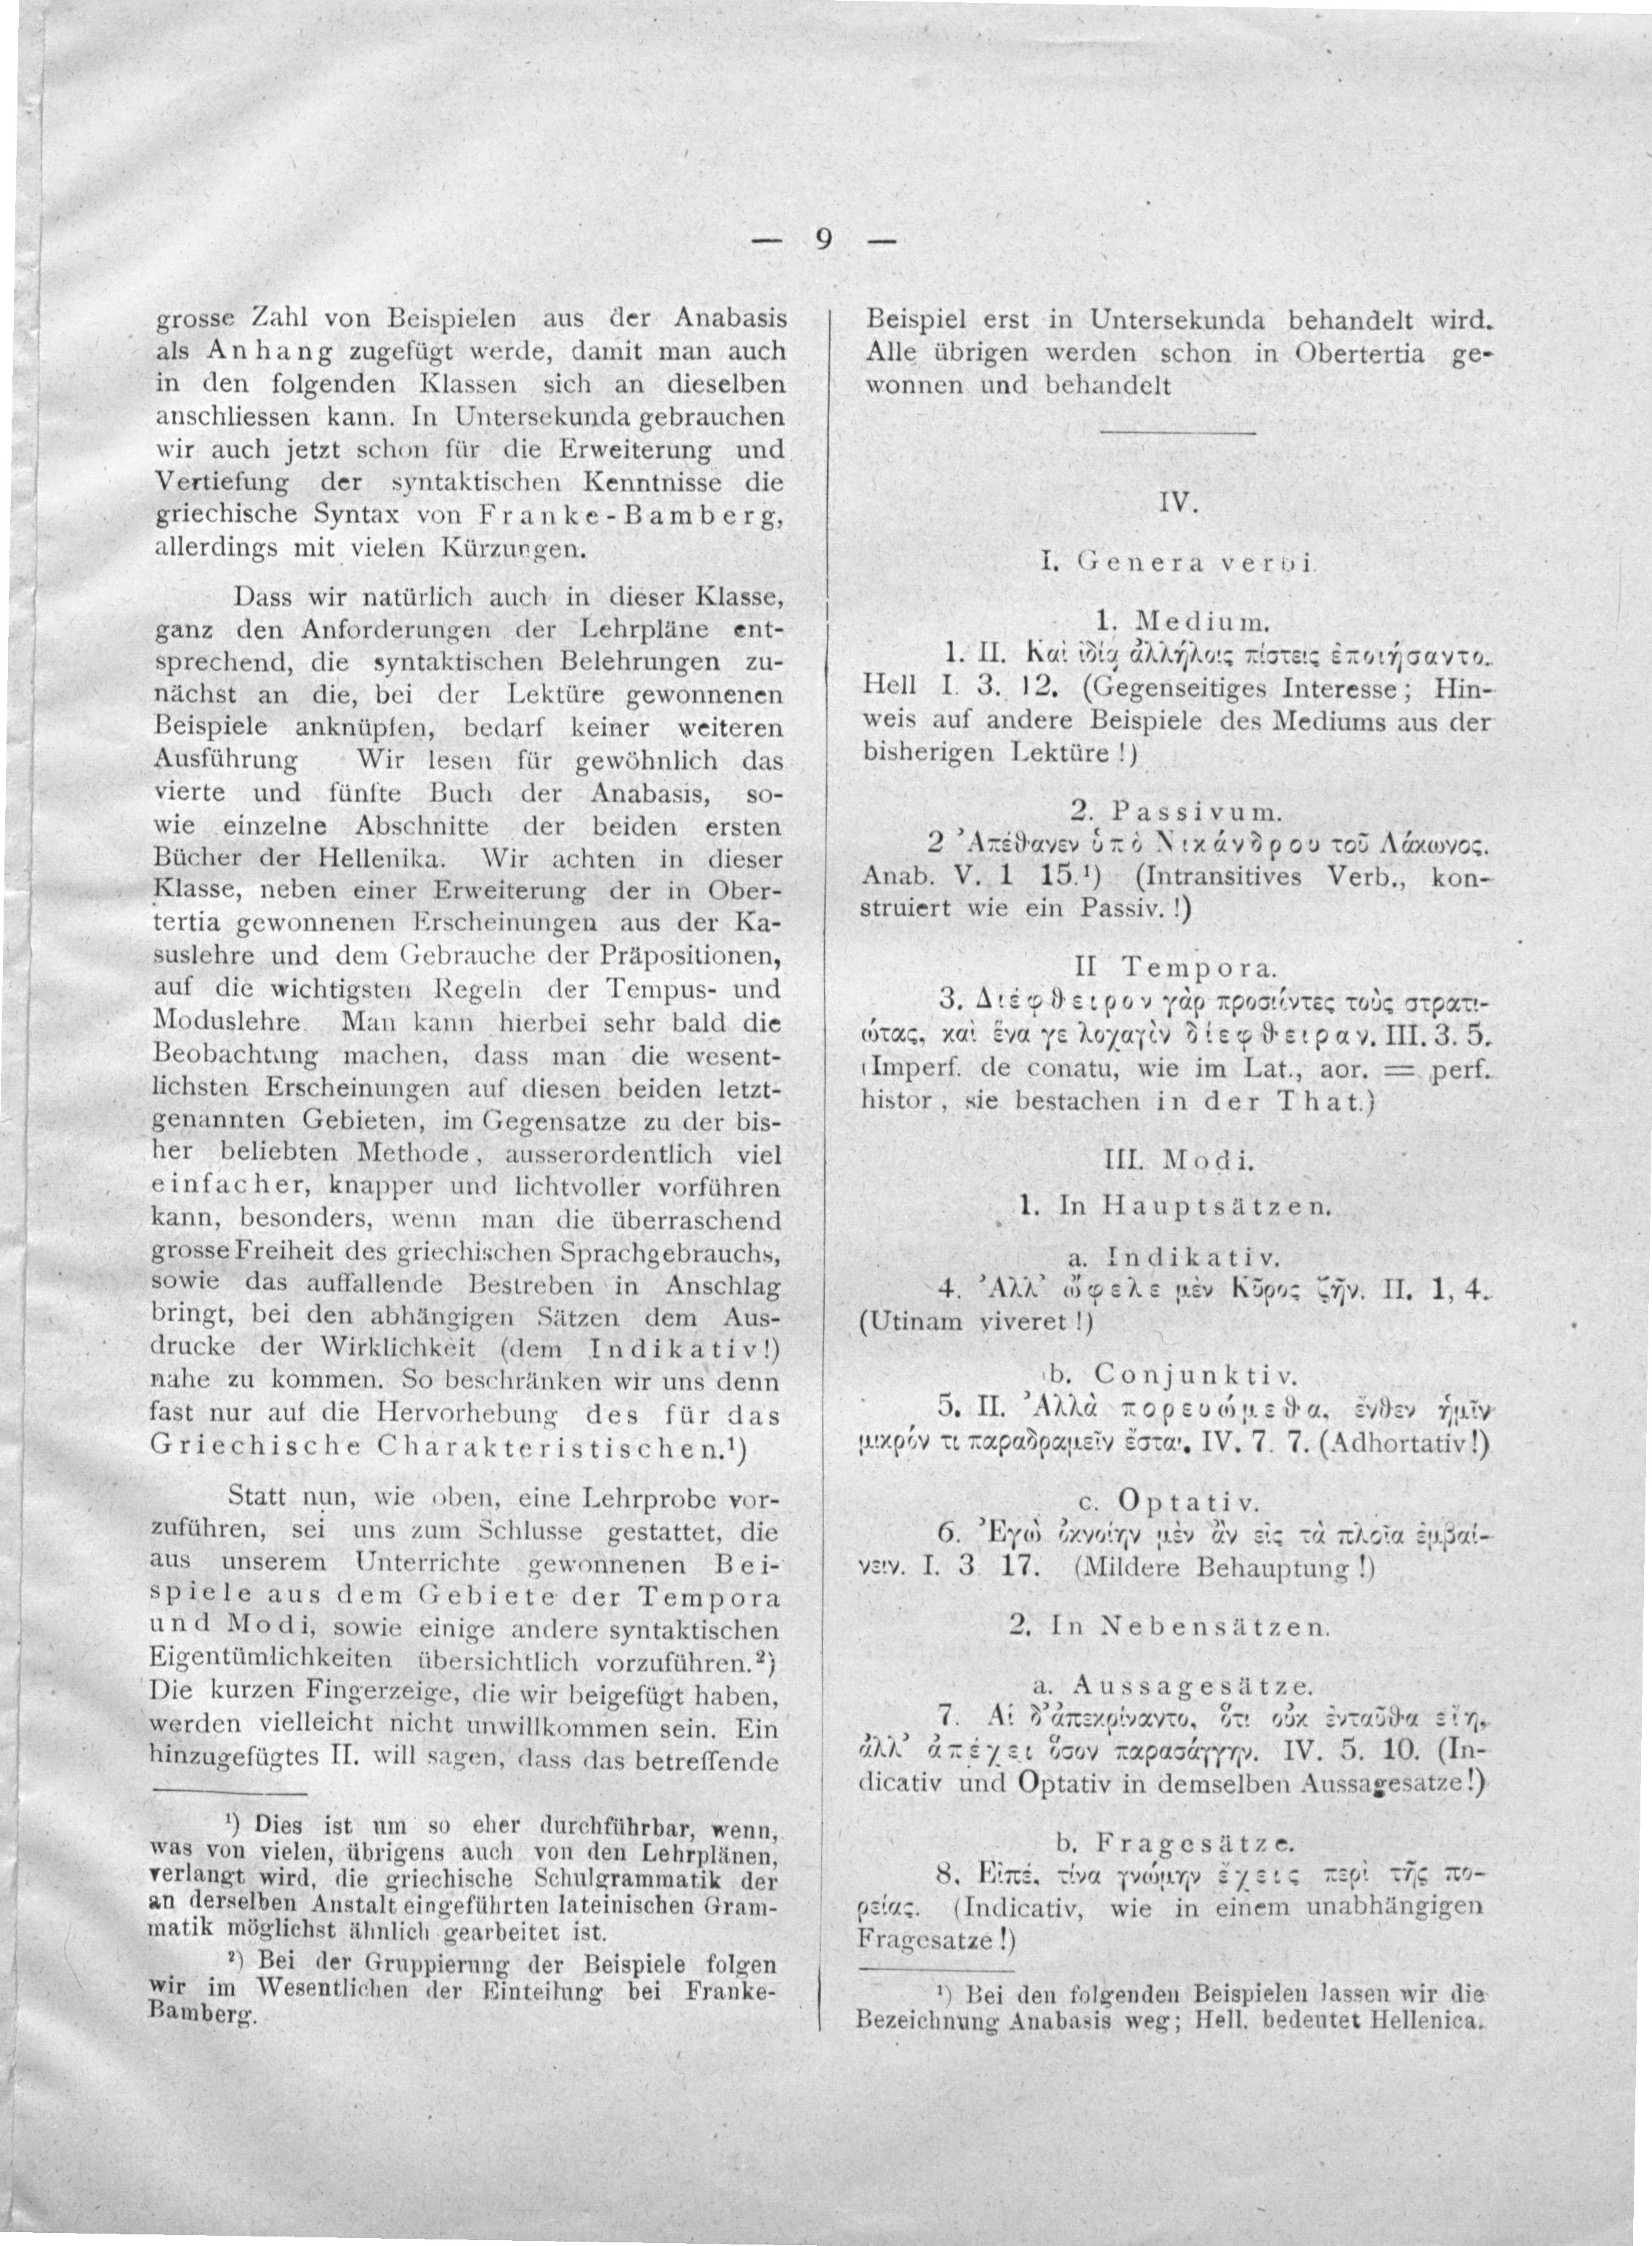 — 9 —
grosse Zahl von Beispielen aus der Anabasis
als Anhang zugefügt werde, damit man auch
in den folgenden Klassen sich an dieselben
anschliessen kann. In Untersekunda gebrauchen
wir auch jetzt schon für die Erweiterung und
Vertiefung der syntaktischen Kenntnisse die
griechische Syntax von Franke-Bamberg,
allerdings mit vielen Kürzungen.
Dass wir natürlich auch in dieser Klasse,
ganz den Anforderungen der Lehrpläne ent-
sprechend, die syntaktischen Belehrungen zu-
nächst an die, bei der Lektüre gewonnenen
Beispiele anknüpfen, bedarf keiner weiteren
Ausführung Wir lesen für gewöhnlich das
vierte und fünfte Buch der Anabasis, so-
wie einzelne Abschnitte der beiden ersten
Bücher der Hellenika. Wir achten in dieser
Klasse, neben einer Erweiterung der in Ober-
tertia gewonnenen Erscheinungen aus der Ka-
suslehre und dem Gebrauche der Präpositionen,
auf die wichtigsten Regeln der Tempus- und
Moduslehre. Man kann hierbei sehr bald die
Beobachtung machen, dass man die wesent-
lichsten Erscheinungen auf diesen beiden letzt-
genannten Gebieten, im Gegensatze zu der bis-
her beliebten Methode, ausserordentlich viel
einfacher, knapper und lichtvoller vorführen
kann, besonders, wenn man die überraschend
grosse Freiheit des griechischen Sprachgebrauchs,
sowie das auffallende Bestreben in Anschlag
bringt, bei den abhängigen Sätzen dem Aus-
drucke der Wirklichkeit (dem Indikativ!)
nahe zu kommen. So beschränken wir uns denn
fast nur auf die Hervorhebung des für das
Griechische Charakteristischen.¹)
Statt nun, wie oben, eine Lehrprobe vor-
zuführen, sei uns zum Schlusse gestattet, die
aus unserem Unterrichte gewonnenen Bei-
spiele aus dem Gebiete der Tempora
und Modi, sowie einige andere syntaktischen
Eigentümlichkeiten übersichtlich vorzuführen.²)
Die kurzen Fingerzeige, die wir beigefügt haben,
werden vielleicht nicht unwillkommen sein. Ein
hinzugefügtes II. will sagen, dass das betreffende
¹) Dies ist um so eher durchführbar, wenn,
was von vielen, übrigens auch von den Lehrplänen,
verlangt wird, die griechische Schulgrammatik der
an derselben Anstalt eingeführten lateinischen Gram-
matik möglichst ähnlich gearbeitet ist.
²) Bei der Gruppierung der Beispiele folgen
wir im Wesentlichen der Einteilung bei Franke-
Bamberg.
Beispiel erst in Untersekunda behandelt wird.
Alle übrigen werden schon in Obertertia ge-
wonnen und behandelt
IV.
I. Genera verbi.
1. Medium.
1. II. Καὶ ἰδίᾳ ἀλλήλοις πίστεις ἐποιήσαντο.
Hell I. 3. 12. (Gegenseitiges Interesse; Hin-
weis auf andere Beispiele des Mediums aus der
bisherigen Lektüre!)
2. Passivum.
2 Ἀπέθανεν ὑπὸ Νικάνδρου τοῦ Λάκωνος.
Anab. V. 1 15.¹) (Intransitives Verb., kon-
struiert wie ein Passiv.!)
II Tempora.
3. Διέφθειρον γὰρ προσιόντες τοὺς στρατι-
ώτας, καὶ ἕνα γε λοχαγὸν διέφθειραν. III. 3. 5.
(Imperf. de conatu, wie im Lat., aor. = perf.
histor, sie bestachen in der That.)
III. Modi.
1. In Hauptsätzen.
a. Indikativ.
4. Ἀλλ' ὤφελε μὲν Κῦρος ζῆν. II. 1, 4.
(Utinam viveret!)
b. Conjunktiv.
5. II. Ἀλλὰ πορευώμεθα, ἔνθεν ἡμῖν
μικρόν τι παραδραμεῖν ἔσται. IV. 7. 7. (Adhortativ!)
c. Optativ.
6. Ἐγὼ ὀκνοίην μὲν ἂν εἰς τὰ πλοῖα ἐμβαί-
νειν. I. 3 17. (Mildere Behauptung!)
2. In Nebensätzen.
a. Aussagesätze.
7. Αἱ δ'ἀπεκρίναντο, ὅτι οὐκ ἐνταῦθα εἴη,
ἀλλ' ἀπέχει ὅσον παρασάγγην. IV. 5. 10. (In-
dicativ und Optativ in demselben Aussagesatze!)
b. Fragesätze.
8. Εἰπέ, τίνα γνώμην ἔχεις περὶ τῆς πο-
ρείας. (Indicativ, wie in einem unabhängigen
Fragesatze!)
¹) Bei den folgenden Beispielen lassen wir die
Bezeichnung Anabasis weg; Hell. bedeutet Hellenica.